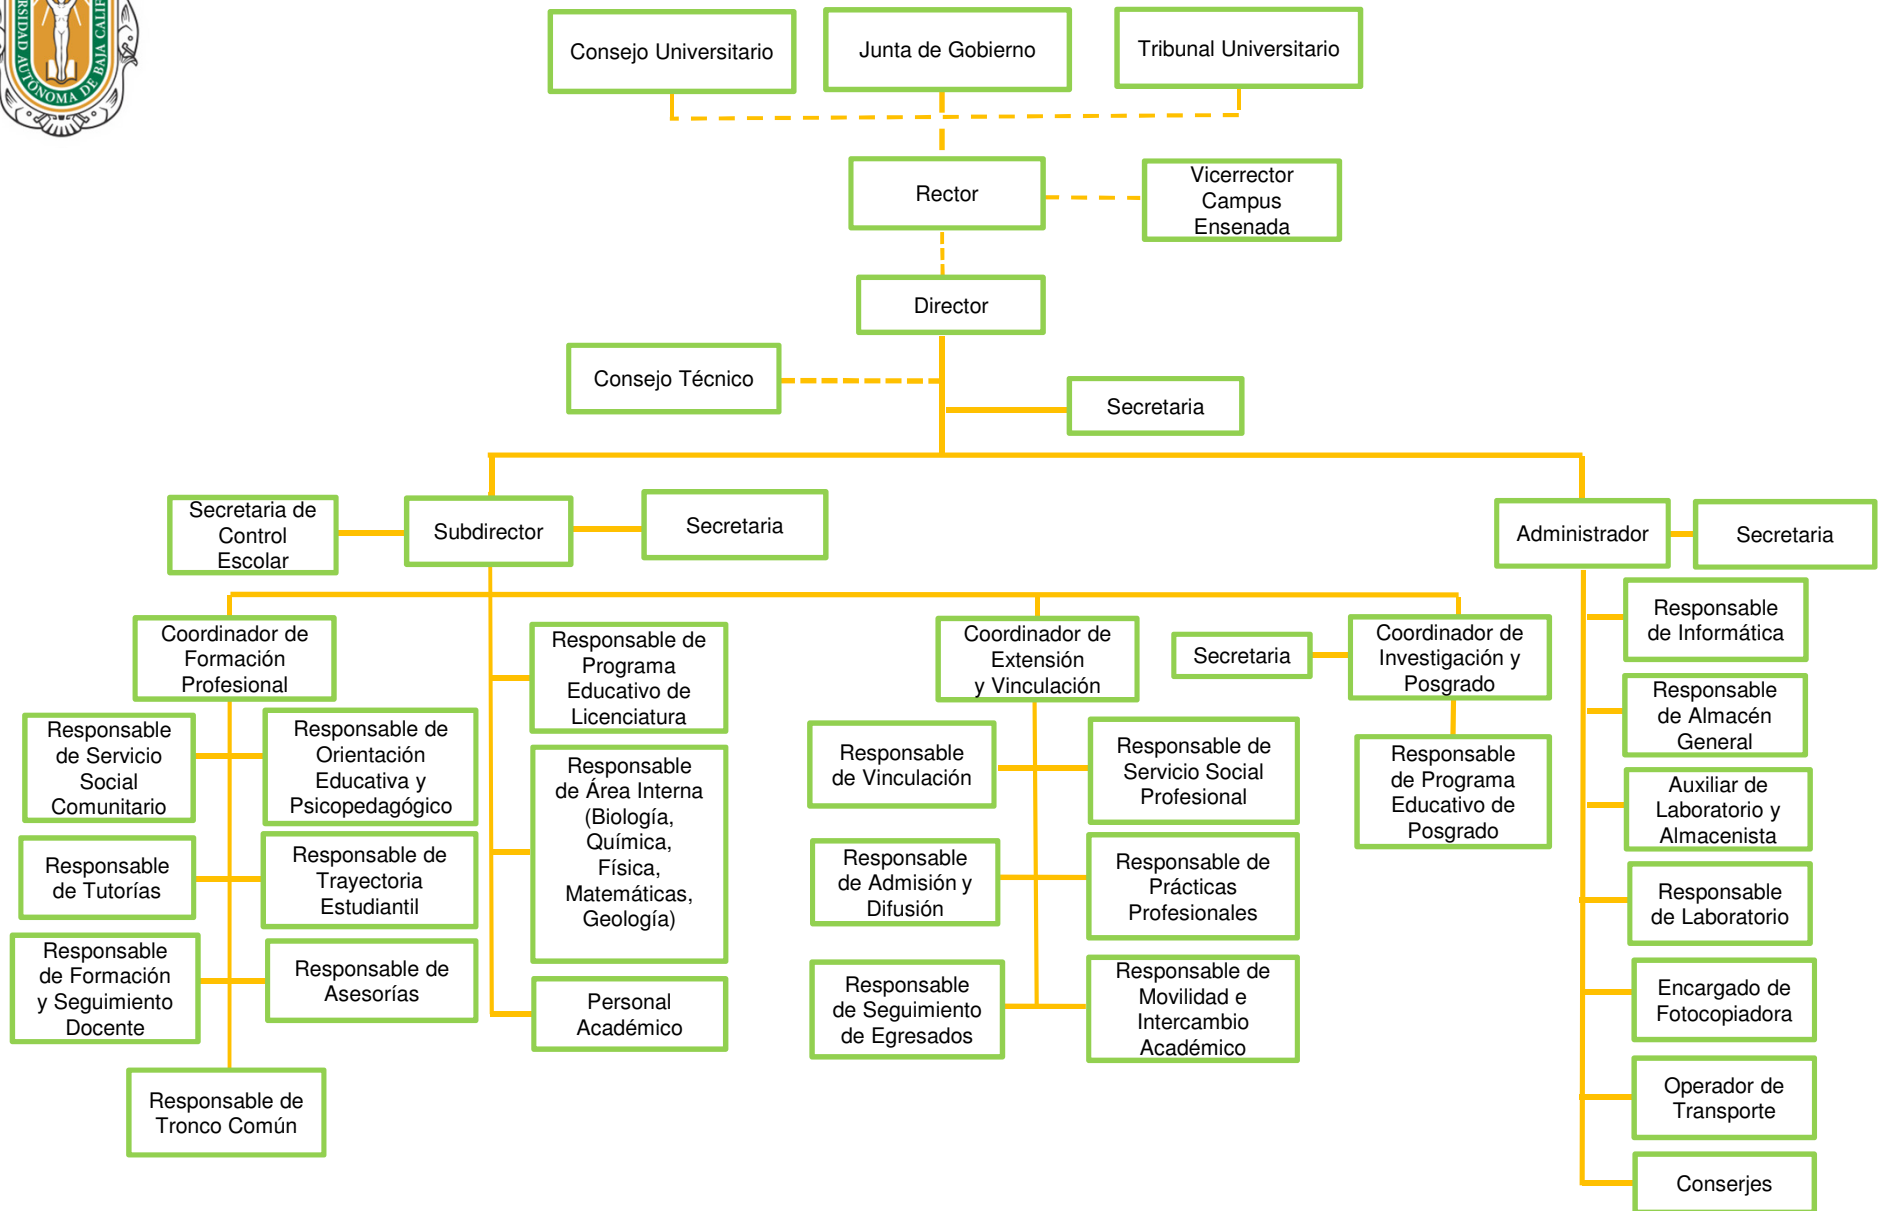 UNIVERSIDAD AUTÓNOMA DE BAJA CALIF
Consejo Universitario
Junta de Gobierno
Tribunal Universitario
Rector
Vicerrector
Campus
Ensenada
Director
Consejo Técnico
Secretaria
Secretaria de
Control
Escolar
Subdirector
Secretaria
Administrador
Secretaria
Coordinador de
Formación
Profesional
Responsable
de Servicio
Social
Comunitario
Responsable de
Orientación
Educativa y
Psicopedagógico
Responsable
de Tutorías
Responsable de
Trayectoria
Estudiantil
Responsable
de Formación
y Seguimiento
Docente
Responsable de
Asesorías
Responsable de
Tronco Común
Responsable de
Programa
Educativo de
Licenciatura
Responsable
de Área Interna
(Biología,
Química,
Física,
Matemáticas,
Geología)
Personal
Académico
Coordinador de
Extensión
y Vinculación
Responsable
de Vinculación
Responsable de
Servicio Social
Profesional
Responsable
de Admisión y
Difusión
Responsable de
Prácticas
Profesionales
Responsable
de Seguimiento
de Egresados
Responsable de
Movilidad e
Intercambio
Académico
Secretaria
Coordinador de
Investigación y
Posgrado
Responsable
de Programa
Educativo de
Posgrado
Responsable
de Informática
Responsable
de Almacén
General
Auxiliar de
Laboratorio y
Almacenista
Responsable
de Laboratorio
Encargado de
Fotocopiadora
Operador de
Transporte
Conserjes